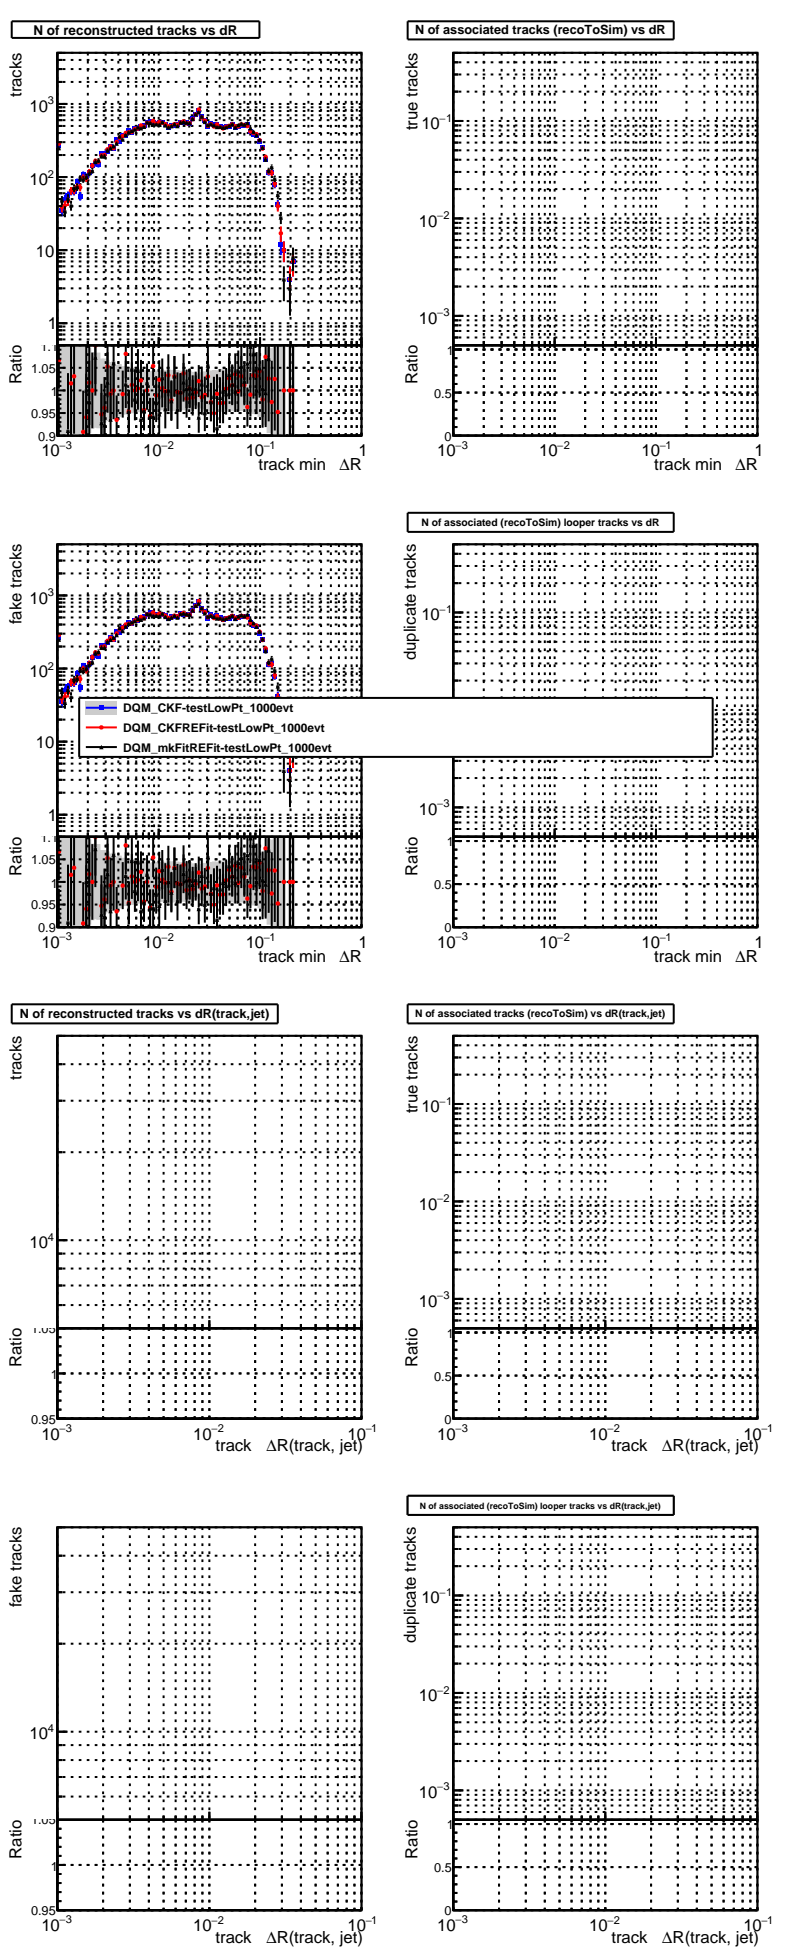 N of reconstructed tracks vs dR
tracks
10³
10²
10
1
Ratio
1.1
1.05
1
0.95
0.9
10⁻³ 10⁻² 10⁻¹ 1
track min ΔR
N of associated tracks (recoToSim) vs dR
true tracks
10⁻¹
10⁻²
10⁻³
Ratio
1
0.5
0
10⁻³ 10⁻² 10⁻¹ 1
track min ΔR
fake tracks
10³
10²
10
1
Ratio
1.1
1.05
1
0.95
0.9
10⁻³ 10⁻² 10⁻¹ 1
track min ΔR
N of associated (recoToSim) looper tracks vs dR
duplicate tracks
10⁻¹
10⁻³
Ratio
1
0.5
0
10⁻³ 10⁻² 10⁻¹ 1
track min ΔR
DQM_CKF-testLowPt_1000evt
DQM_CKFREFit-testLowPt_1000evt
DQM_mkFitREFit-testLowPt_1000evt
N of reconstructed tracks vs dR(track,jet)
tracks
10⁴
Ratio
1.05
1
0.95
10⁻³ 10⁻² 10⁻¹
track ΔR(track, jet)
N of associated tracks (recoToSim) vs dR(track,jet)
true tracks
10⁻¹
10⁻²
10⁻³
Ratio
1
0.5
0
10⁻³ 10⁻² 10⁻¹
track ΔR(track, jet)
fake tracks
10⁴
Ratio
1.05
1
0.95
10⁻³ 10⁻² 10⁻¹
track ΔR(track, jet)
N of associated (recoToSim) looper tracks vs dR(track,jet)
duplicate tracks
10⁻¹
10⁻²
10⁻³
Ratio
1
0.5
0
10⁻³ 10⁻² 10⁻¹
track ΔR(track, jet)